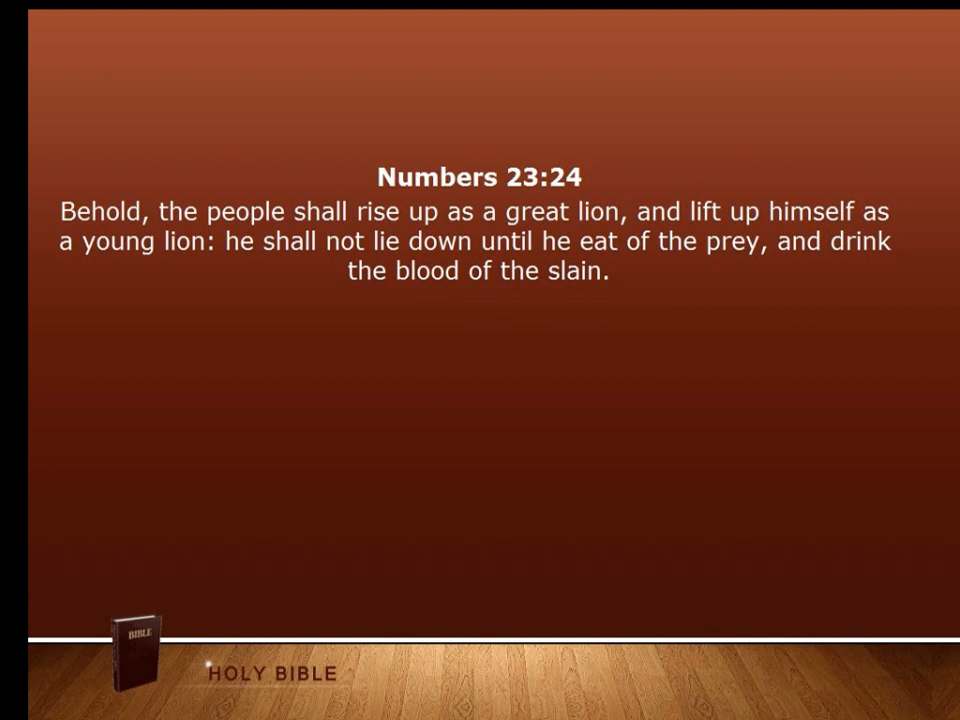 Numbers 23:24
Behold, the people shall rise up as a great lion, and lift up himself as
a young lion: he shall not lie down until he eat of the prey, and drink
the blood of the slain.
BIBLE
HOLY BIBLE